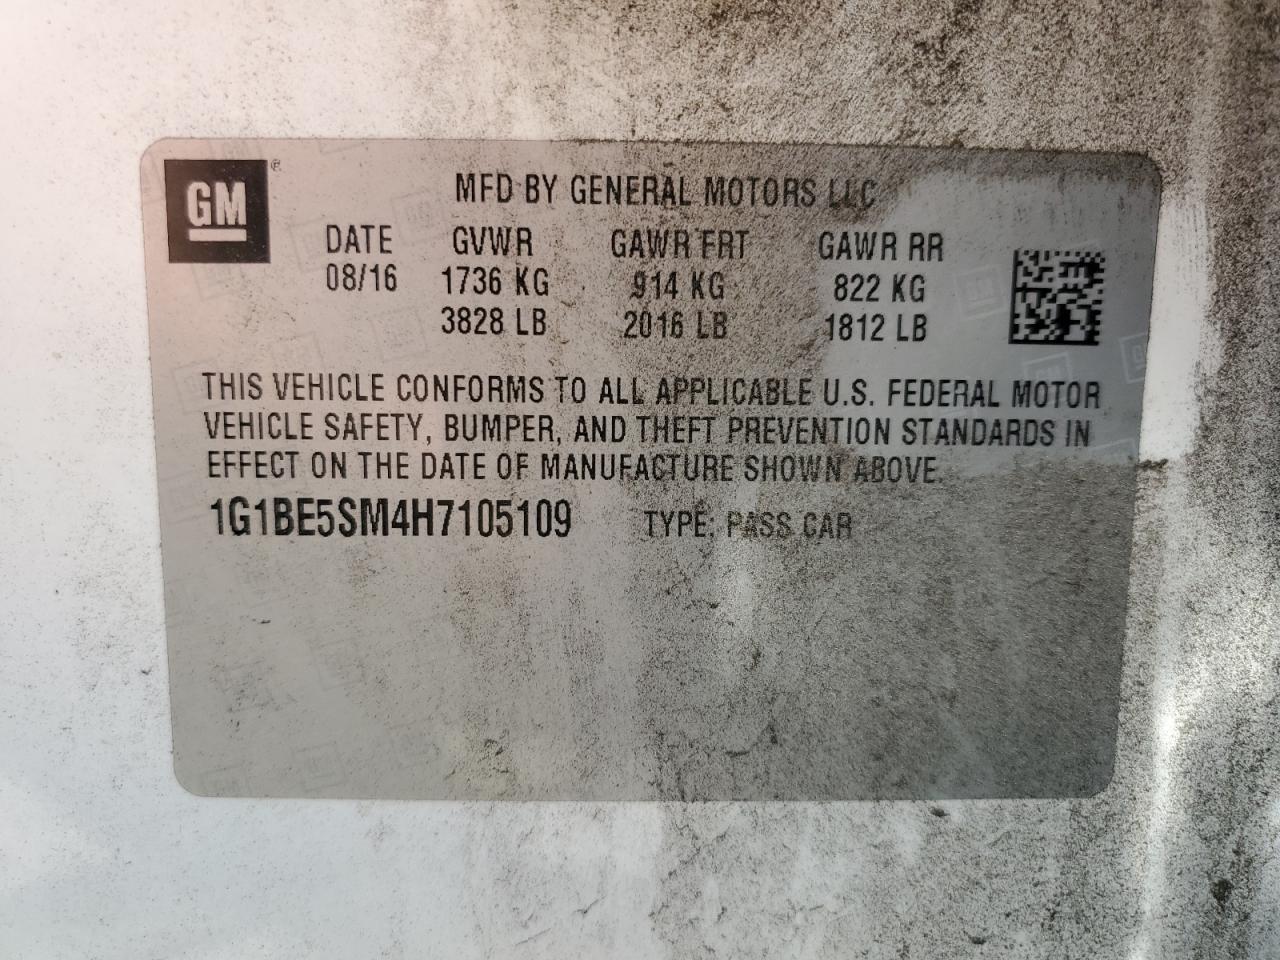 GM®
MFD BY GENERAL MOTORS LLC
DATE GVWR GAWR FRT GAWR RR
08/16 1736 KG 914 KG 822 KG
3828 LB 2016 LB 1812 LB
THIS VEHICLE CONFORMS TO ALL APPLICABLE U.S. FEDERAL MOTOR
VEHICLE SAFETY, BUMPER, AND THEFT PREVENTION STANDARDS IN
EFFECT ON THE DATE OF MANUFACTURE SHOWN ABOVE.
1G1BE5SM4H7105109 TYPE: PASS CAR